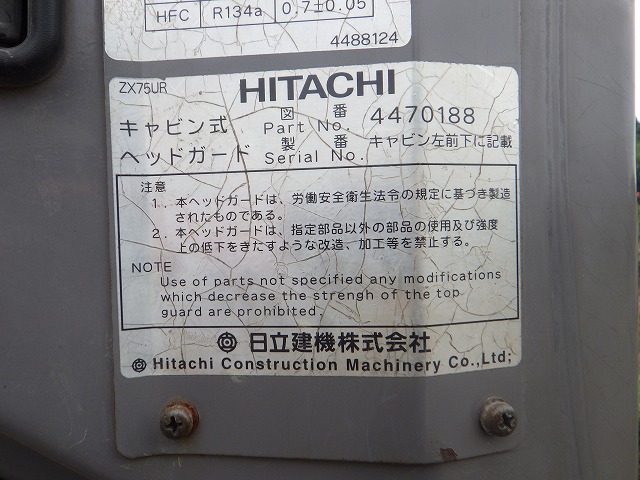 HFC R134a 0.7±0.05
4488124
ZX75UR HITACHI
キャビン式 図番 Part No. 4470188
ヘッドガード 製番 Serial No. キャビン左前下に記載
注意
1. 本ヘッドガードは、労働安全衛生法令の規定に基づき製造
されたものである。
2. 本ヘッドガードは、指定部品以外の部品の使用及び強度
上の低下をきたすような改造、加工等を禁止する。
NOTE
Use of parts not specified any modifications
which decrease the strengh of the top
guard are prohibited.
日立建機株式会社
Hitachi Construction Machinery Co.,Ltd;